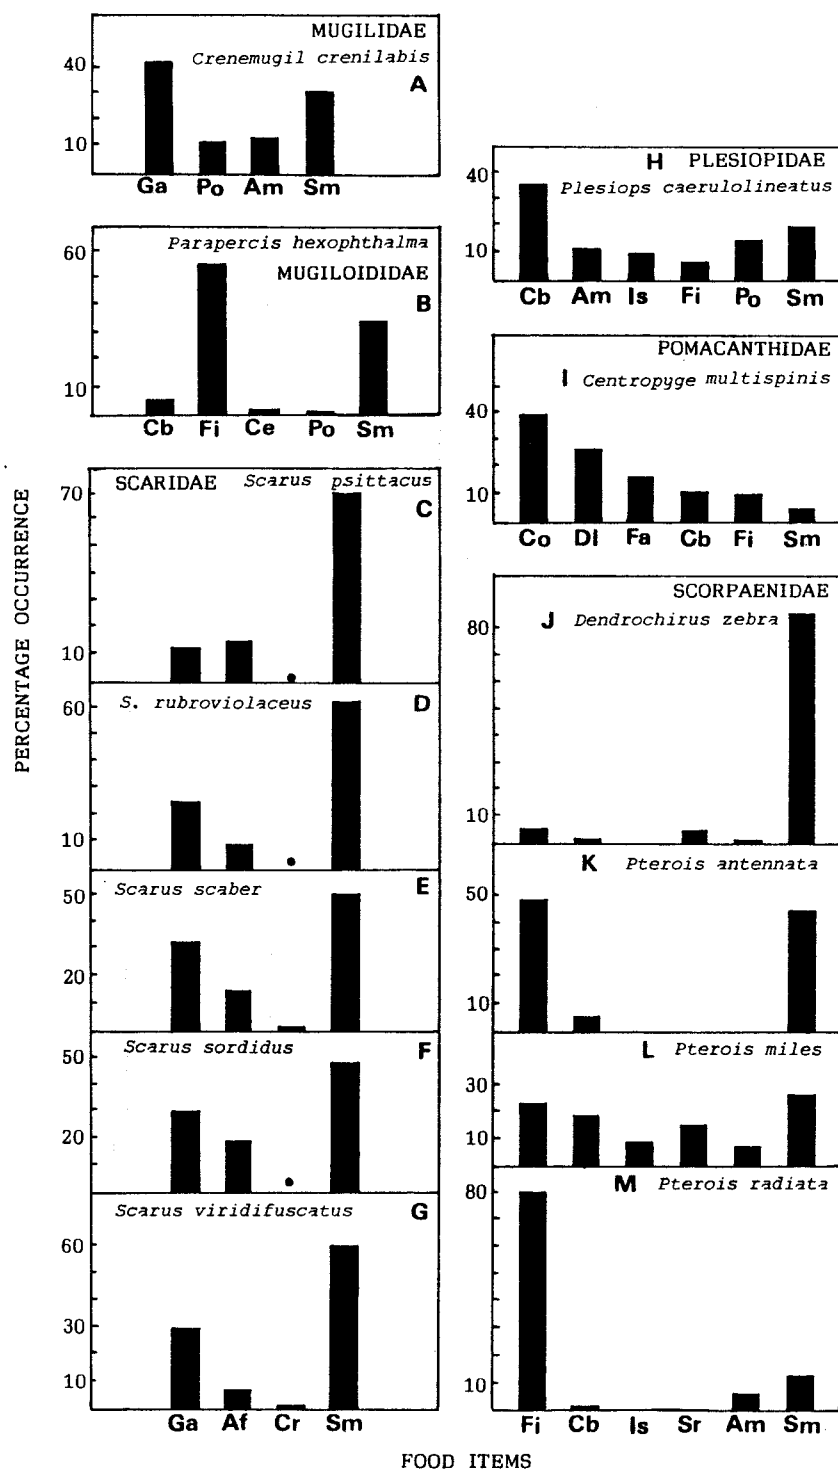 PERCENTAGE OCCURRENCE
MUGILIDAE
Crenemugil crenilabis
A
40
10
Ga Po Am Sm
Parapercis hexophthalma
MUGILOIDIDAE
B
60
10
Cb Fi Ce Po Sm
SCARIDAE Scarus psittacus
C
70
10
S. rubroviolaceus D
60
10
Scarus scaber E
50
20
Scarus sordidus F
50
20
Scarus viridifuscatus G
60
30
10
Ga Af Cr Sm
H PLESIOPIDAE
Plesiops caerulolineatus
40
10
Cb Am Is Fi Po Sm
POMACANTHIDAE
I Centropyge multispinis
40
10
Co Dl Fa Cb Fi Sm
SCORPAENIDAE
J Dendrochirus zebra
80
10
K Pterois antennata
50
10
L Pterois miles
30
10
M Pterois radiata
80
10
Fi Cb Is Sr Am Sm
FOOD ITEMS